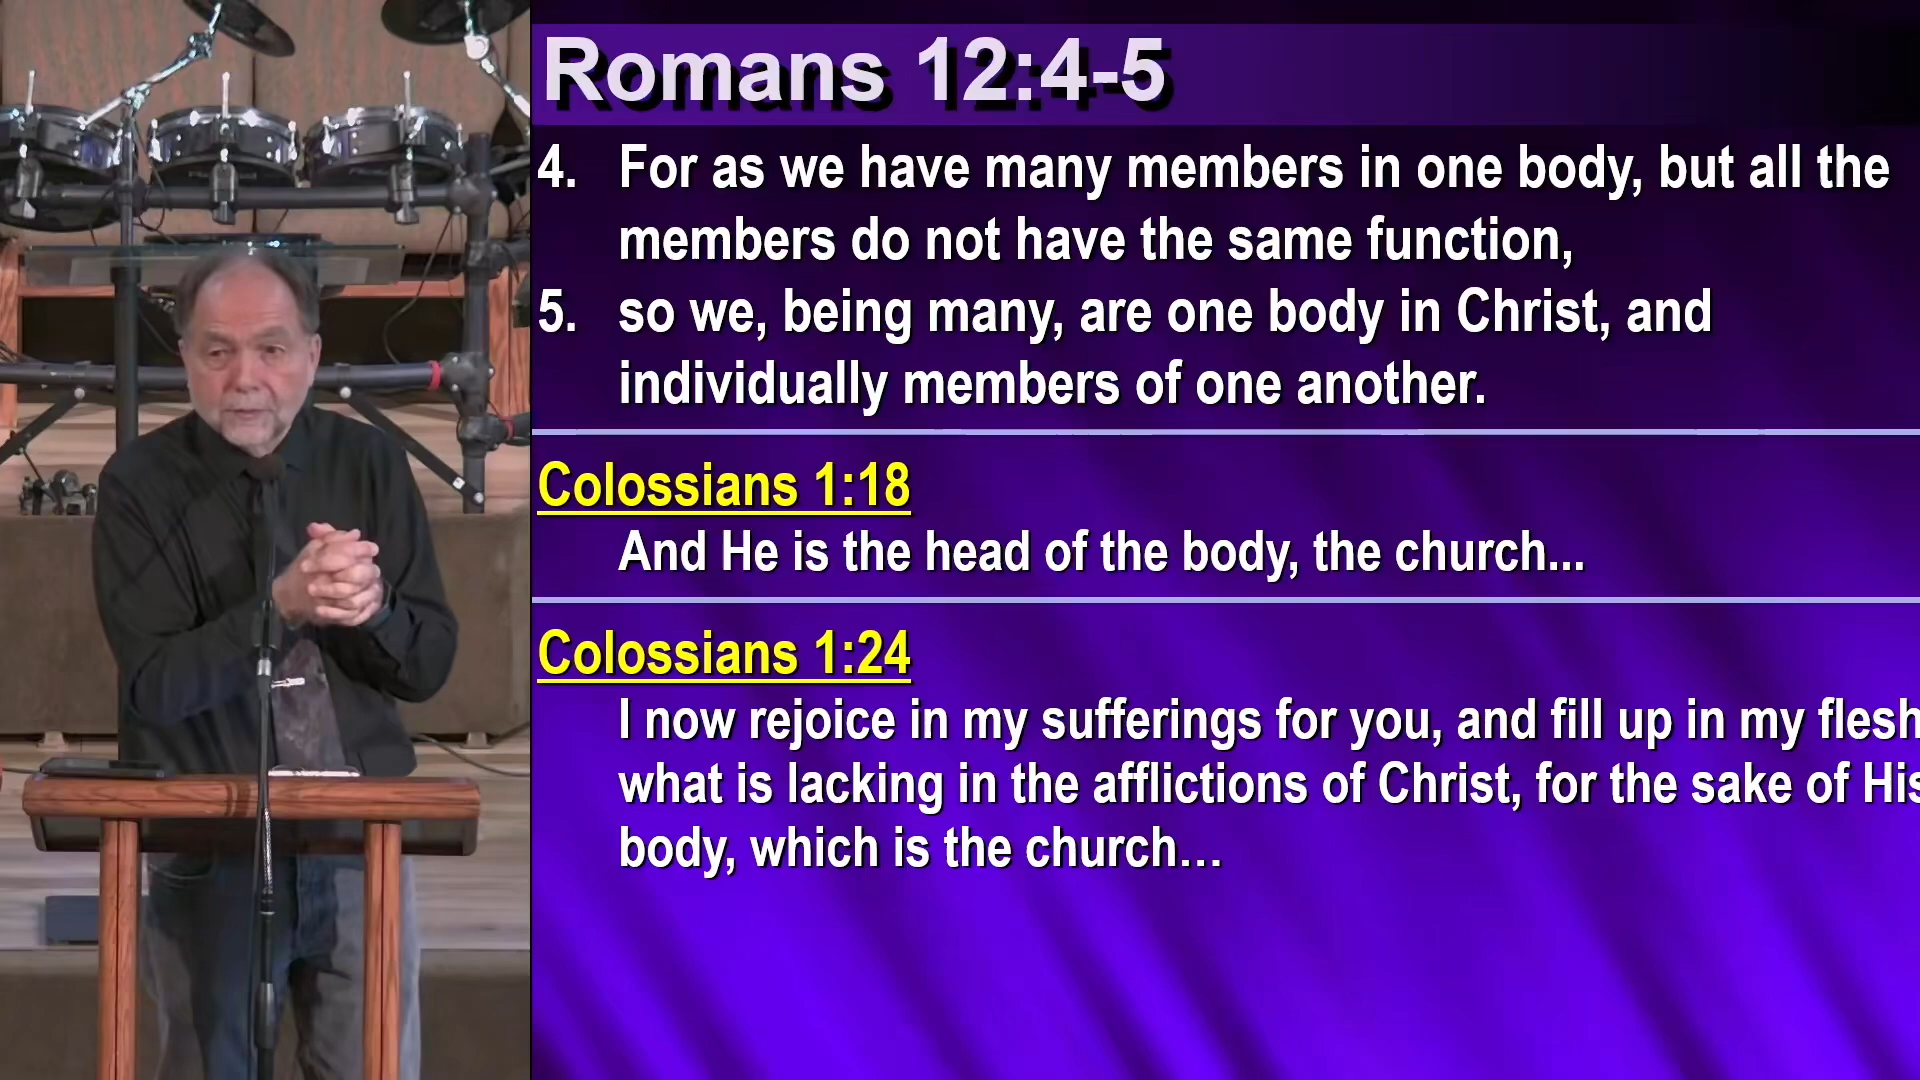 Romans 12:4-5
4. For as we have many members in one body, but all the
members do not have the same function,
5. so we, being many, are one body in Christ, and
individually members of one another.
Colossians 1:18
And He is the head of the body, the church...
Colossians 1:24
I now rejoice in my sufferings for you, and fill up in my flesh
what is lacking in the afflictions of Christ, for the sake of His
body, which is the church…